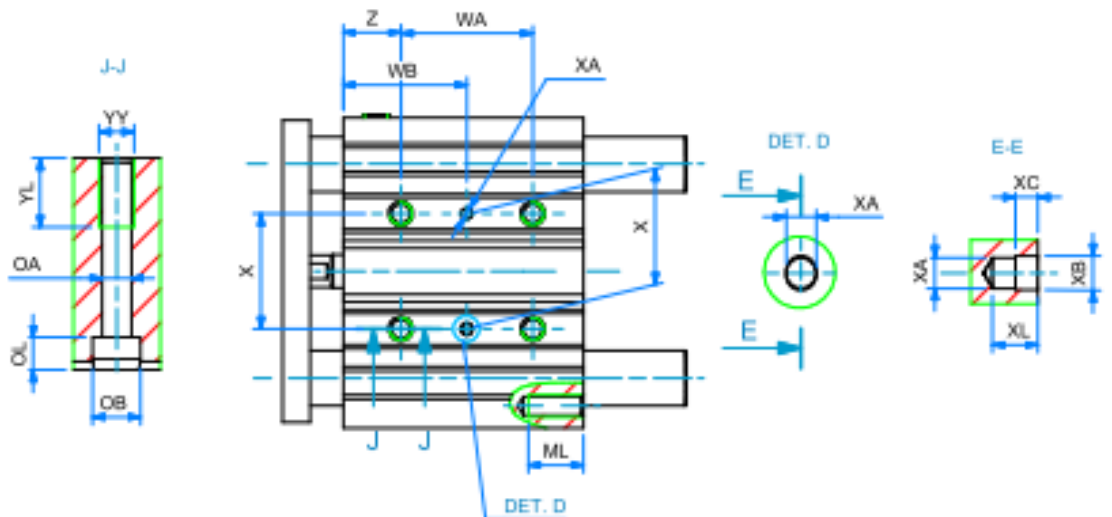 J-J
YY
YL
OA
OL
OB
Z
WA
WB
XA
X
X
J
J
ML
DET. D
DET. D
E
XA
E
E-E
XC
XA
XB
XL